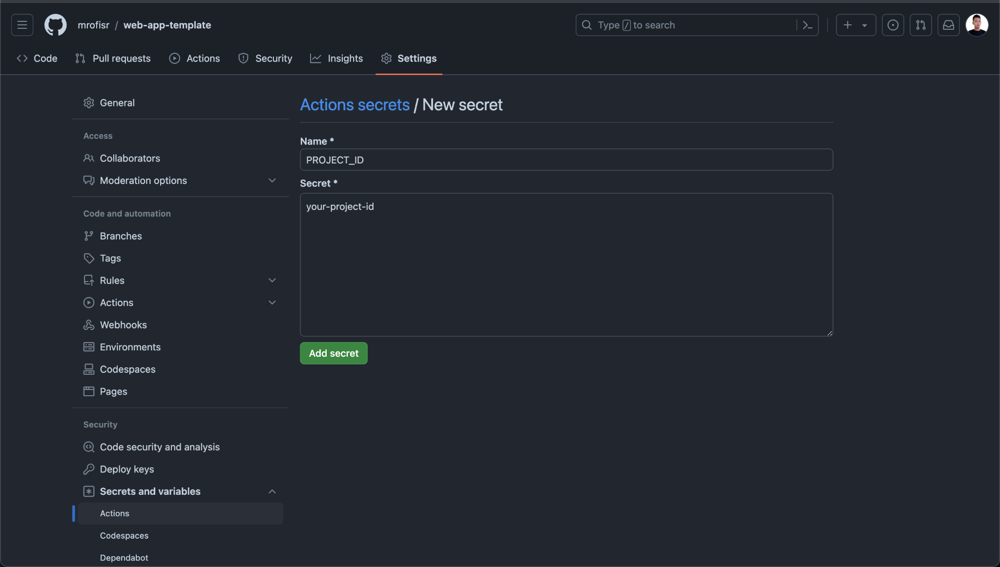 mrofisr / web-app-template
Type / to search
Code Pull requests Actions Security Insights Settings
General
Access
Collaborators
Moderation options
Code and automation
Branches
Tags
Rules
Actions
Webhooks
Environments
Codespaces
Pages
Security
Code security and analysis
Deploy keys
Secrets and variables
Actions
Codespaces
Dependabot
Actions secrets / New secret
Name *
PROJECT_ID
Secret *
your-project-id
Add secret